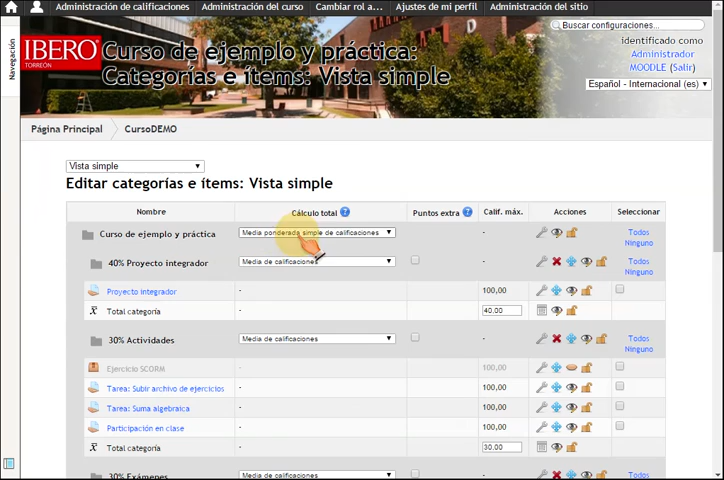 Administración de calificaciones Administración del curso Cambiar rol a... Ajustes de mi perfil Administración del sitio
Navegación
Buscar configuraciones...
identificado como
Administrador
MOODLE (Salir)
Español - Internacional (es)
IBERO
TORREÓN
Curso de ejemplo y práctica:
Categorías e ítems: Vista simple
Página Principal CursoDEMO
Vista simple
Editar categorías e ítems: Vista simple
Nombre Cálculo total Puntos extra Calif. máx. Acciones Seleccionar
Curso de ejemplo y práctica Media ponderada simple de calificaciones - Todos
Ninguno
40% Proyecto integrador Media de calificaciones - Todos
Ninguno
Proyecto integrador - 100,00
x̄ Total categoría - 40,00
30% Actividades Media de calificaciones - Todos
Ninguno
Ejercicio SCORM - 100,00
Tarea: Subir archivo de ejercicios - 100,00
Tarea: Suma algebraica - 100,00
Participación en clase - 100,00
x̄ Total categoría - 30,00
30% Exámenes Media de calificaciones - Todos